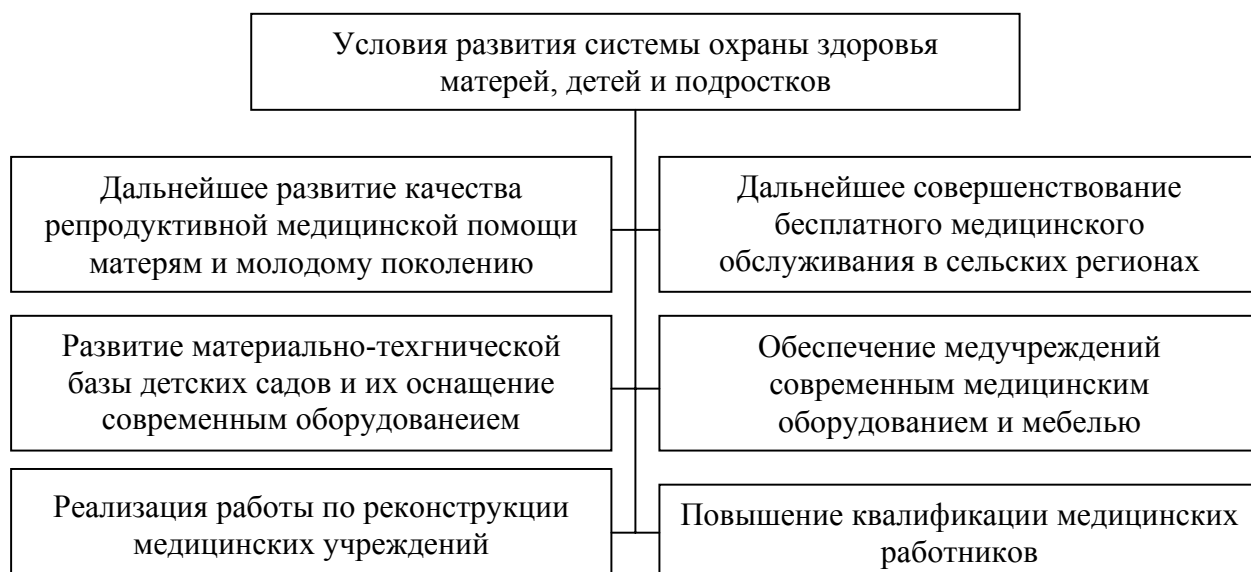 Условия развития системы охраны здоровья
матерей, детей и подростков
Дальнейшее развитие качества
репродуктивной медицинской помощи
матерям и молодому поколению
Дальнейшее совершенствование
бесплатного медицинского
обслуживания в сельских регионах
Развитие материально-техгнической
базы детских садов и их оснащение
современным оборудованеием
Обеспечение медучреждений
современным медицинским
оборудованием и мебелью
Реализация работы по реконструкции
медицинских учреждений
Повышение квалификации медицинских
работников